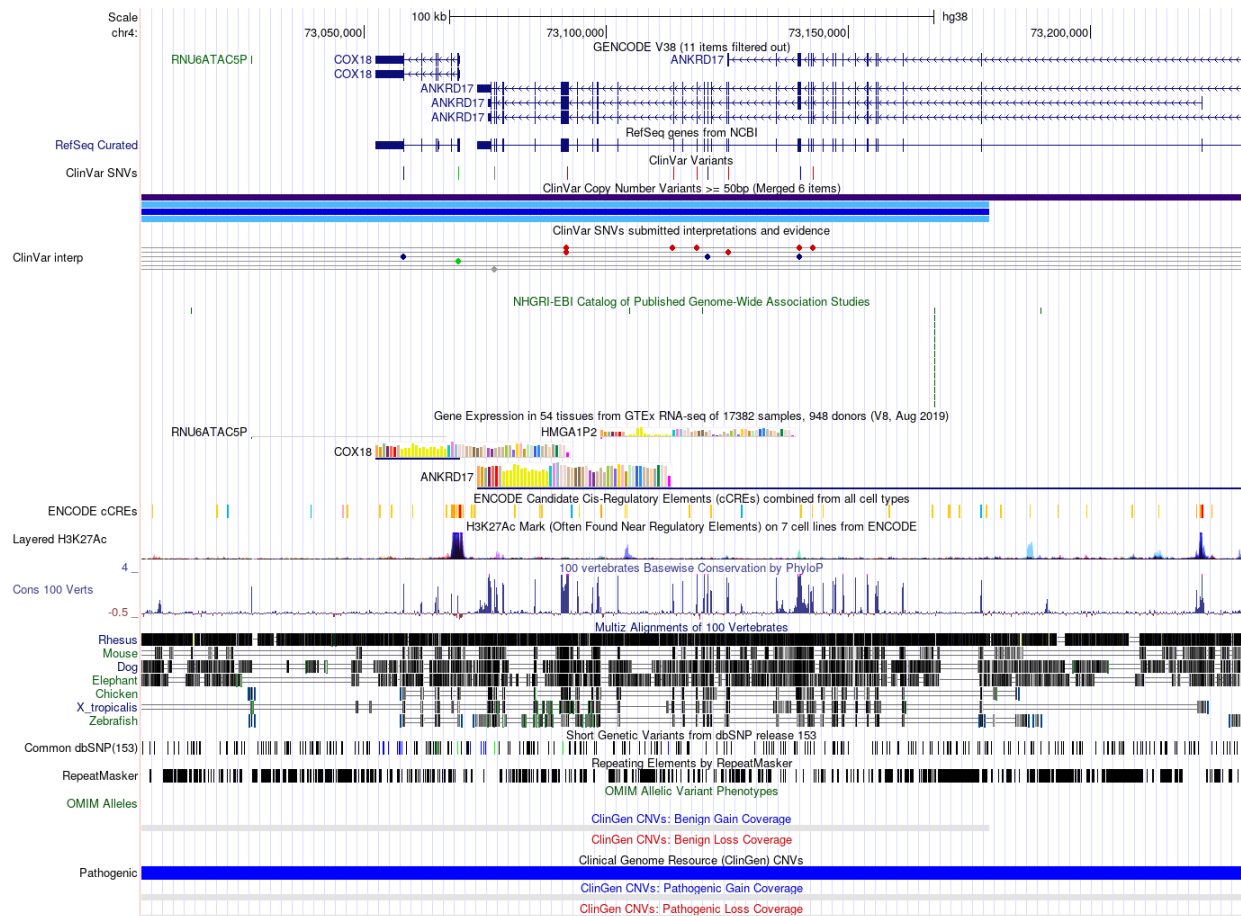 Scale 100 kb hg38
chr4: 73,050,000 73,100,000 73,150,000 73,200,000
GENCODE V38 (11 items filtered out)
RNU6ATAC5P COX18 ANKRD17
COX18
ANKRD17
ANKRD17
ANKRD17
RefSeq genes from NCBI
RefSeq Curated
ClinVar Variants
ClinVar SNVs
ClinVar Copy Number Variants >= 50bp (Merged 6 items)
ClinVar SNVs submitted interpretations and evidence
ClinVar interp
NHGRI-EBI Catalog of Published Genome-Wide Association Studies
Gene Expression in 54 tissues from GTEx RNA-seq of 17382 samples, 948 donors (V8, Aug 2019)
RNU6ATAC5P HMGA1P2
COX18
ANKRD17
ENCODE Candidate Cis-Regulatory Elements (cCREs) combined from all cell types
ENCODE cCREs
H3K27Ac Mark (Often Found Near Regulatory Elements) on 7 cell lines from ENCODE
Layered H3K27Ac
100 vertebrates Basewise Conservation by PhyloP
4 _
Cons 100 Verts
-0.5 _
Multiz Alignments of 100 Vertebrates
Rhesus
Mouse
Dog
Elephant
Chicken
X_tropicalis
Zebrafish
Short Genetic Variants from dbSNP release 153
Common dbSNP(153)
Repeating Elements by RepeatMasker
RepeatMasker
OMIM Allelic Variant Phenotypes
OMIM Alleles
ClinGen CNVs: Benign Gain Coverage
ClinGen CNVs: Benign Loss Coverage
Clinical Genome Resource (ClinGen) CNVs
Pathogenic
ClinGen CNVs: Pathogenic Gain Coverage
ClinGen CNVs: Pathogenic Loss Coverage